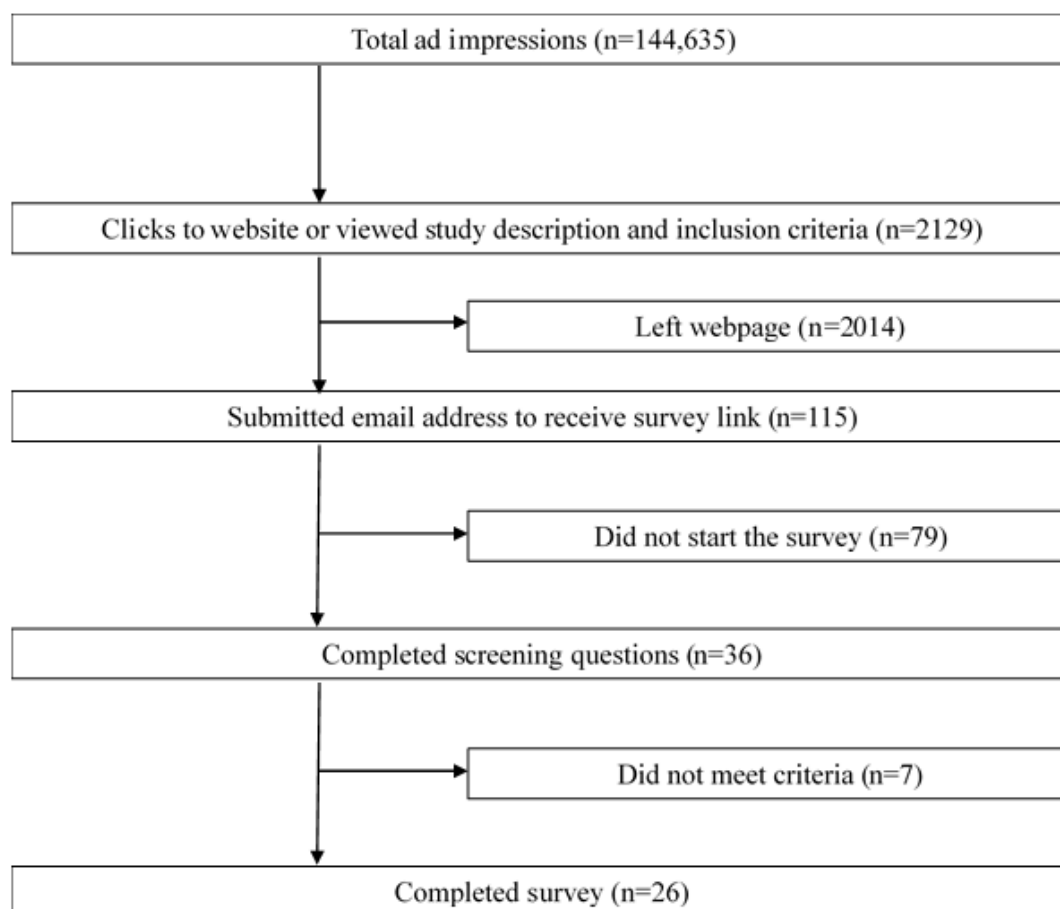 Total ad impressions (n=144,635)
Clicks to website or viewed study description and inclusion criteria (n=2129)
Left webpage (n=2014)
Submitted email address to receive survey link (n=115)
Did not start the survey (n=79)
Completed screening questions (n=36)
Did not meet criteria (n=7)
Completed survey (n=26)